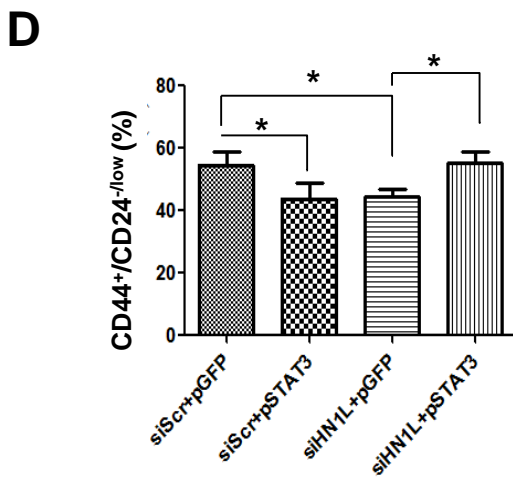 D
* *
*
80
60
40
20
0
CD44⁺/CD24⁻/ˡᵒʷ (%)
siScr+pGFP
siScr+pSTAT3
siHN1L+pGFP
siHN1L+pSTAT3